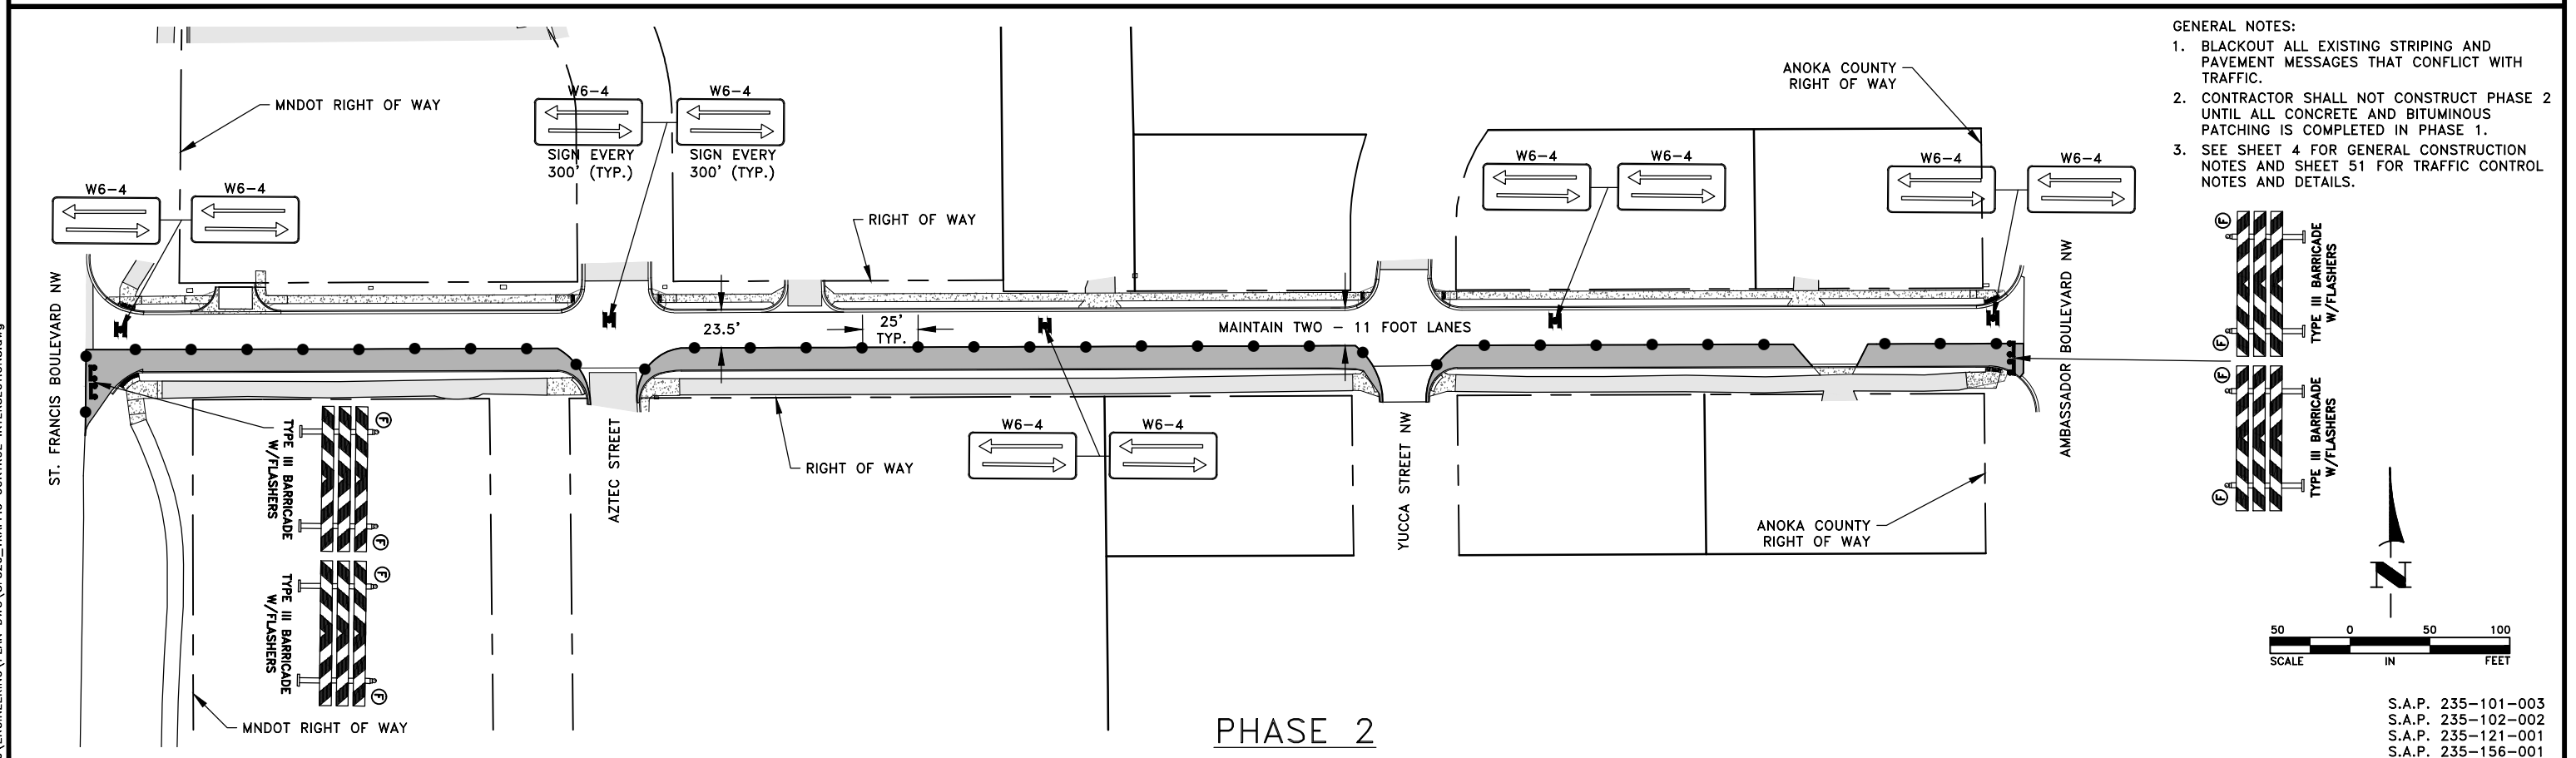 GENERAL NOTES:
1. BLACKOUT ALL EXISTING STRIPING AND
PAVEMENT MESSAGES THAT CONFLICT WITH
TRAFFIC.
2. CONTRACTOR SHALL NOT CONSTRUCT PHASE 2
UNTIL ALL CONCRETE AND BITUMINOUS
PATCHING IS COMPLETED IN PHASE 1.
3. SEE SHEET 4 FOR GENERAL CONSTRUCTION
NOTES AND SHEET 51 FOR TRAFFIC CONTROL
NOTES AND DETAILS.
ANOKA COUNTY
RIGHT OF WAY
MNDOT RIGHT OF WAY
W6-4
W6-4
SIGN EVERY
300' (TYP.)
SIGN EVERY
300' (TYP.)
W6-4
W6-4
W6-4
W6-4
W6-4
W6-4
RIGHT OF WAY
ST. FRANCIS BOULEVARD NW
23.5'
25'
TYP.
MAINTAIN TWO - 11 FOOT LANES
AMBASSADOR BOULEVARD NW
F
TYPE III BARRICADE
W/FLASHERS
F
F
TYPE III BARRICADE
W/FLASHERS
F
F
TYPE III BARRICADE
W/FLASHERS
F
F
TYPE III BARRICADE
W/FLASHERS
F
AZTEC STREET
RIGHT OF WAY
W6-4
W6-4
YUCCA STREET NW
ANOKA COUNTY
RIGHT OF WAY
MNDOT RIGHT OF WAY
N
50 0 50 100
SCALE IN FEET
PHASE 2
S.A.P. 235-101-003
S.A.P. 235-102-002
S.A.P. 235-121-001
S.A.P. 235-156-001